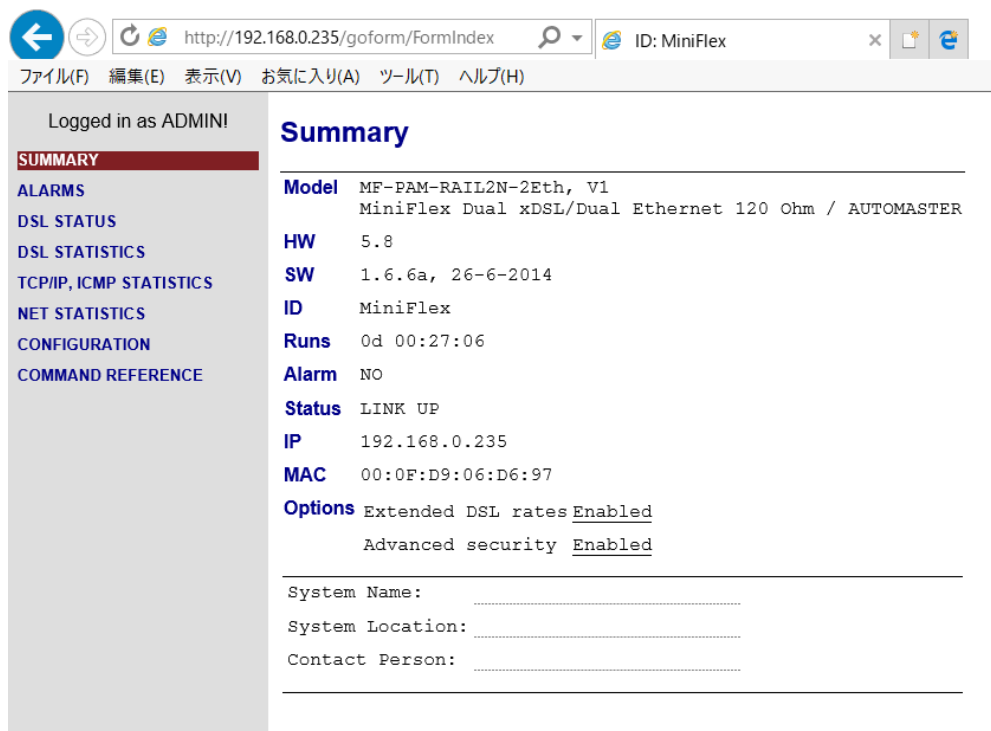 http://192.168.0.235/goform/FormIndex
ID: MiniFlex
ファイル(F) 編集(E) 表示(V) お気に入り(A) ツール(T) ヘルプ(H)
Logged in as ADMIN!
SUMMARY
ALARMS
DSL STATUS
DSL STATISTICS
TCP/IP, ICMP STATISTICS
NET STATISTICS
CONFIGURATION
COMMAND REFERENCE
Summary
Model MF-PAM-RAIL2N-2Eth, V1
MiniFlex Dual xDSL/Dual Ethernet 120 Ohm / AUTOMASTER
HW 5.8
SW 1.6.6a, 26-6-2014
ID MiniFlex
Runs 0d 00:27:06
Alarm NO
Status LINK UP
IP 192.168.0.235
MAC 00:0F:D9:06:D6:97
Options Extended DSL rates Enabled
Advanced security Enabled
System Name:
System Location:
Contact Person: